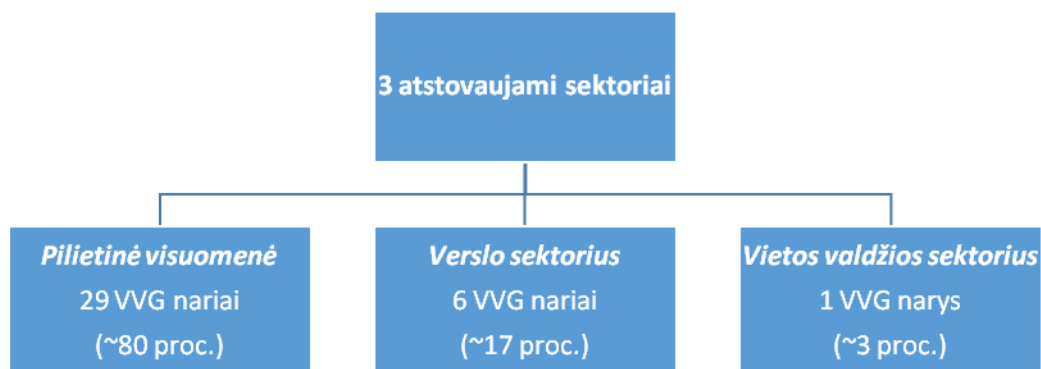 3 atstovaujami sektoriai
Pilietinė visuomenė
29 VVG nariai
(~80 proc.)
Verslo sektorius
6 VVG nariai
(~17 proc.)
Vietos valdžios sektorius
1 VVG narys
(~3 proc.)